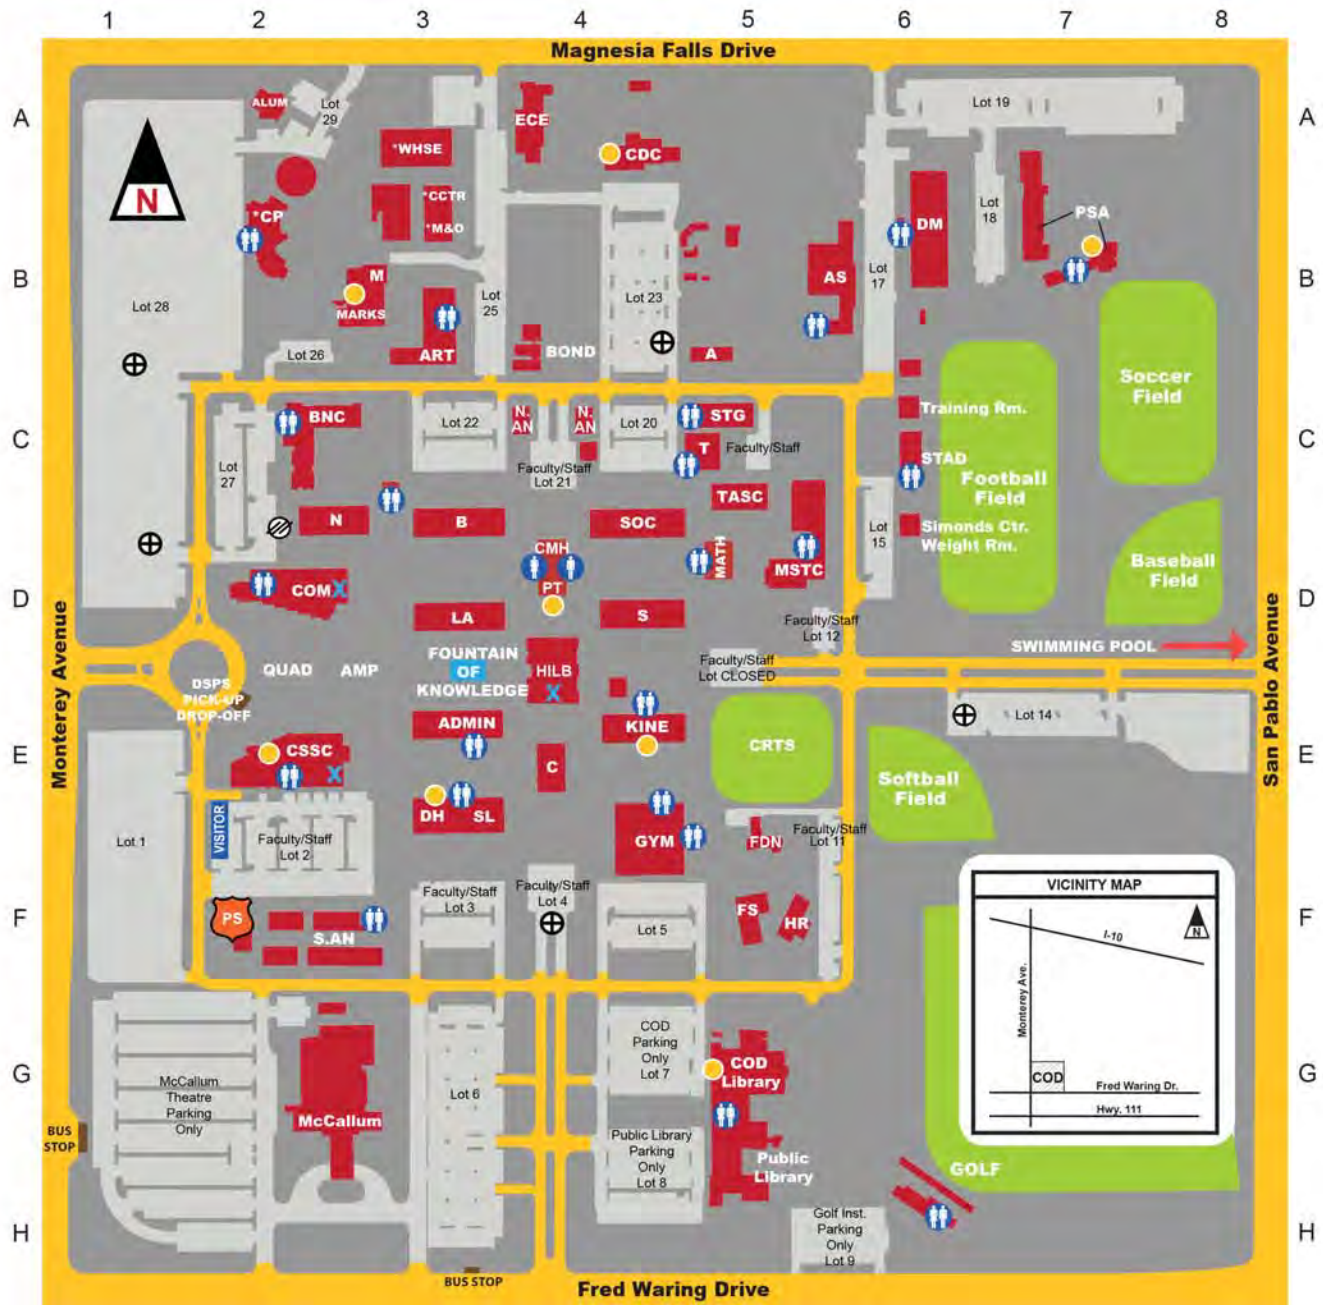 1 2 3 4 5 6 7 8
Magnesia Falls Drive
A
A
ALUM
Lot
29
ECE
Lot 19
*WHSE
CDC
N
*CP
*CCTR
*M&O
DM
Lot
18
PSA
B
B
M
MARKS
Lot 28
Lot
25
Lot 23
AS
Lot
17
Lot 26
ART
BOND
A
Soccer
Field
C
C
BNC
Lot 22
N.
AN
N.
AN
Lot 20
STG
Training Rm.
Lot
27
Faculty/Staff
Lot 21
T
Faculty/Staff
STAD
Football
Field
TASC
N
B
SOC
Lot
15
Simonds Ctr.
Weight Rm.
CMH
MATH
MSTC
Baseball
Field
D
D
COM
X
PT
LA
S
Faculty/Staff
Lot 12
Monterey Avenue
San Pablo Avenue
SWIMMING POOL
QUAD
AMP
FOUNTAIN
OF
KNOWLEDGE
HILB
X
Faculty/Staff
Lot CLOSED
DSPS
PICK-UP
DROP-OFF
ADMIN
KINE
Lot 14
E
E
CSSC
X
C
CRTS
Softball
Field
DH
SL
Lot 1
VISITOR
Faculty/Staff
Lot 2
GYM
FDN
Faculty/Staff
Lot 11
F
F
PS
S.AN
Faculty/Staff
Lot 3
Faculty/Staff
Lot 4
Lot 5
FS
HR
VICINITY MAP
I-10
N
Monterey Ave.
COD
Fred Waring Dr.
Hwy. 111
G
G
McCallum
Theatre
Parking
Only
McCallum
Lot 6
COD
Parking
Only
Lot 7
COD
Library
BUS
STOP
Public Library
Parking
Only
Lot 8
Public
Library
GOLF
H
H
Golf Inst.
Parking
Only
Lot 9
BUS STOP
Fred Waring Drive